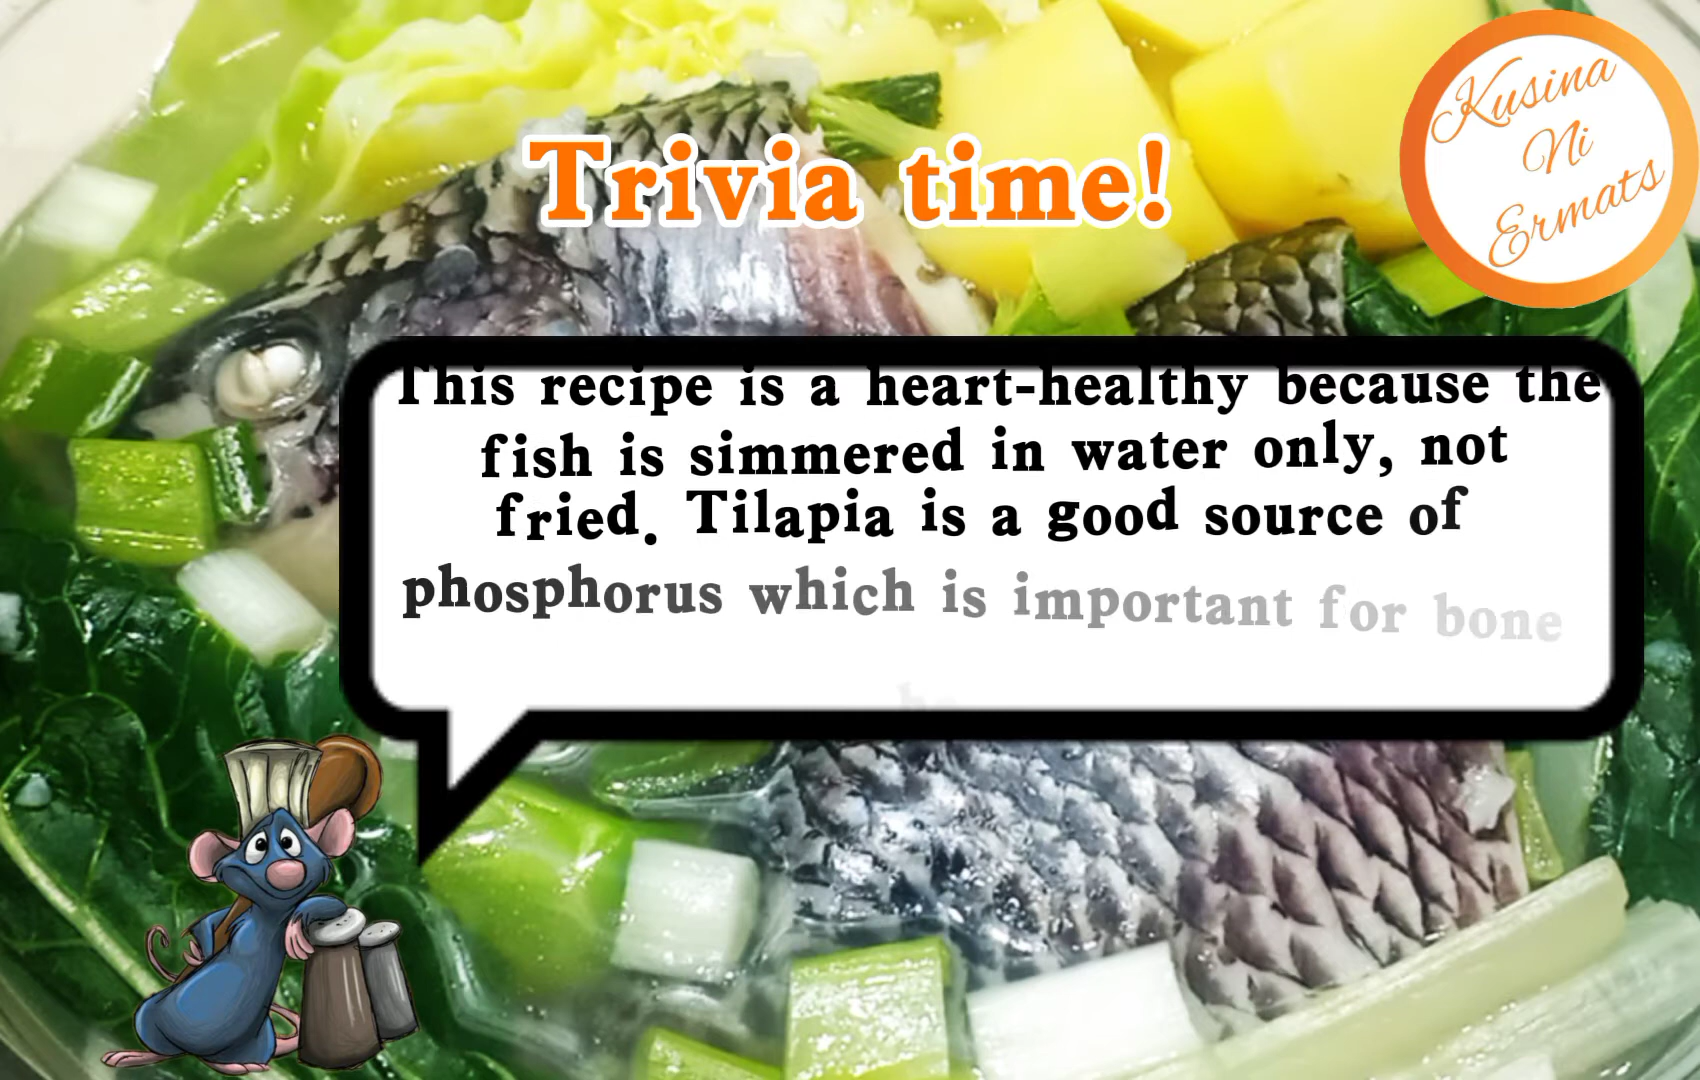 Trivia time!
Kusina
Ni
Ermats
This recipe is a heart-healthy because the
fish is simmered in water only, not
fried. Tilapia is a good source of
phosphorus which is important for bone